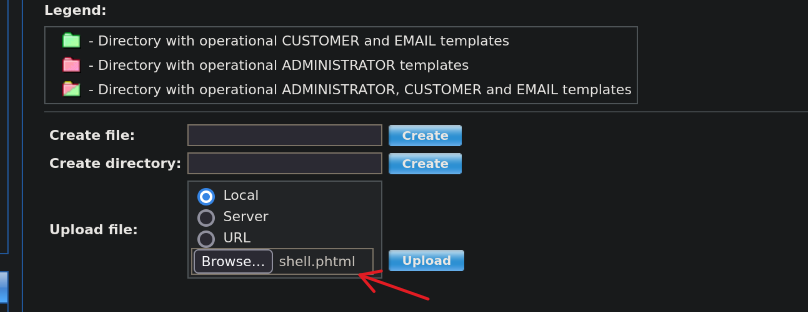 Legend:
- Directory with operational CUSTOMER and EMAIL templates
- Directory with operational ADMINISTRATOR templates
- Directory with operational ADMINISTRATOR, CUSTOMER and EMAIL templates
Create file: Create
Create directory: Create
Local
Server
Upload file:
URL
Browse... shell.phtml Upload